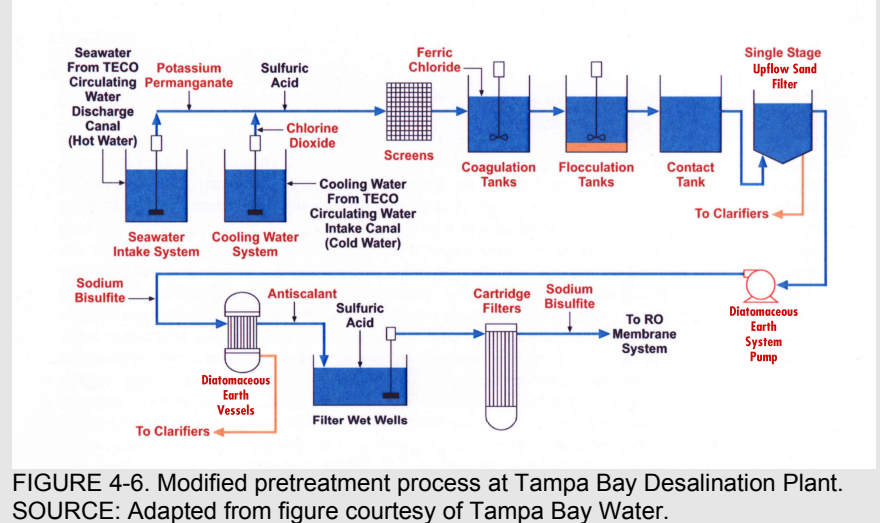 Seawater
From TECO
Circulating
Water
Discharge
Canal
(Hot Water)
Potassium
Permanganate
Sulfuric
Acid
Chlorine
Dioxide
Ferric
Chloride
Single Stage
Upflow Sand
Filter
Screens
Coagulation
Tanks
Flocculation
Tanks
Contact
Tank
Cooling Water
From TECO
Circulating Water
Intake Canal
(Cold Water)
To Clarifiers
Seawater
Intake System
Cooling Water
System
Sodium
Bisulfite
Antiscalant
Sulfuric
Acid
Cartridge
Filters
Sodium
Bisulfite
To RO
Membrane
System
Diatomaceous
Earth
System
Pump
Diatomaceous
Earth
Vessels
Filter Wet Wells
To Clarifiers
FIGURE 4-6. Modified pretreatment process at Tampa Bay Desalination Plant.
SOURCE: Adapted from figure courtesy of Tampa Bay Water.